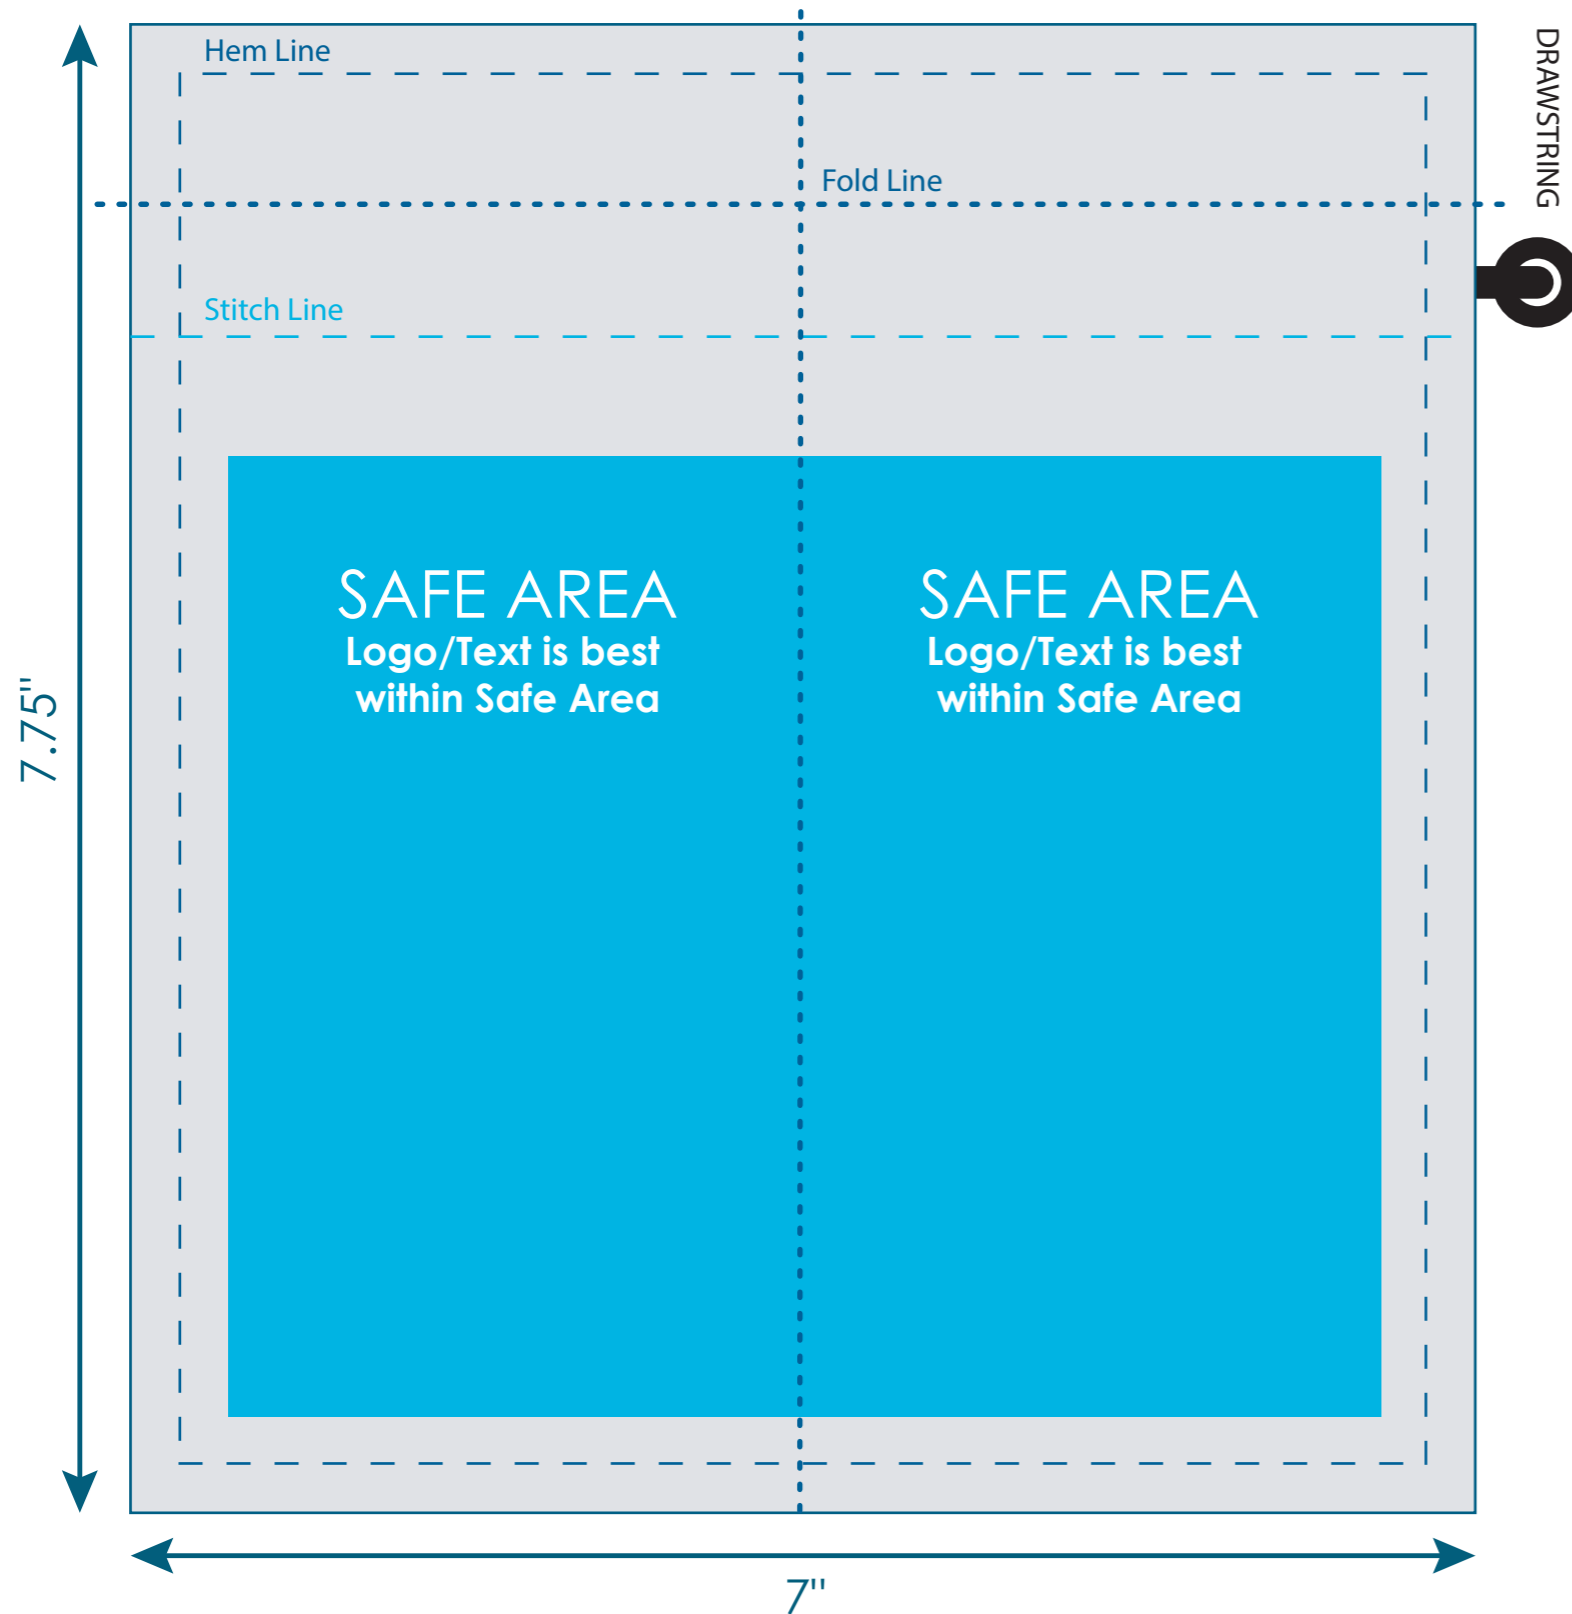 Hem Line
DRAWSTRING
Fold Line
Stitch Line
SAFE AREA
Logo/Text is best
within Safe Area
SAFE AREA
Logo/Text is best
within Safe Area
7.75"
7"